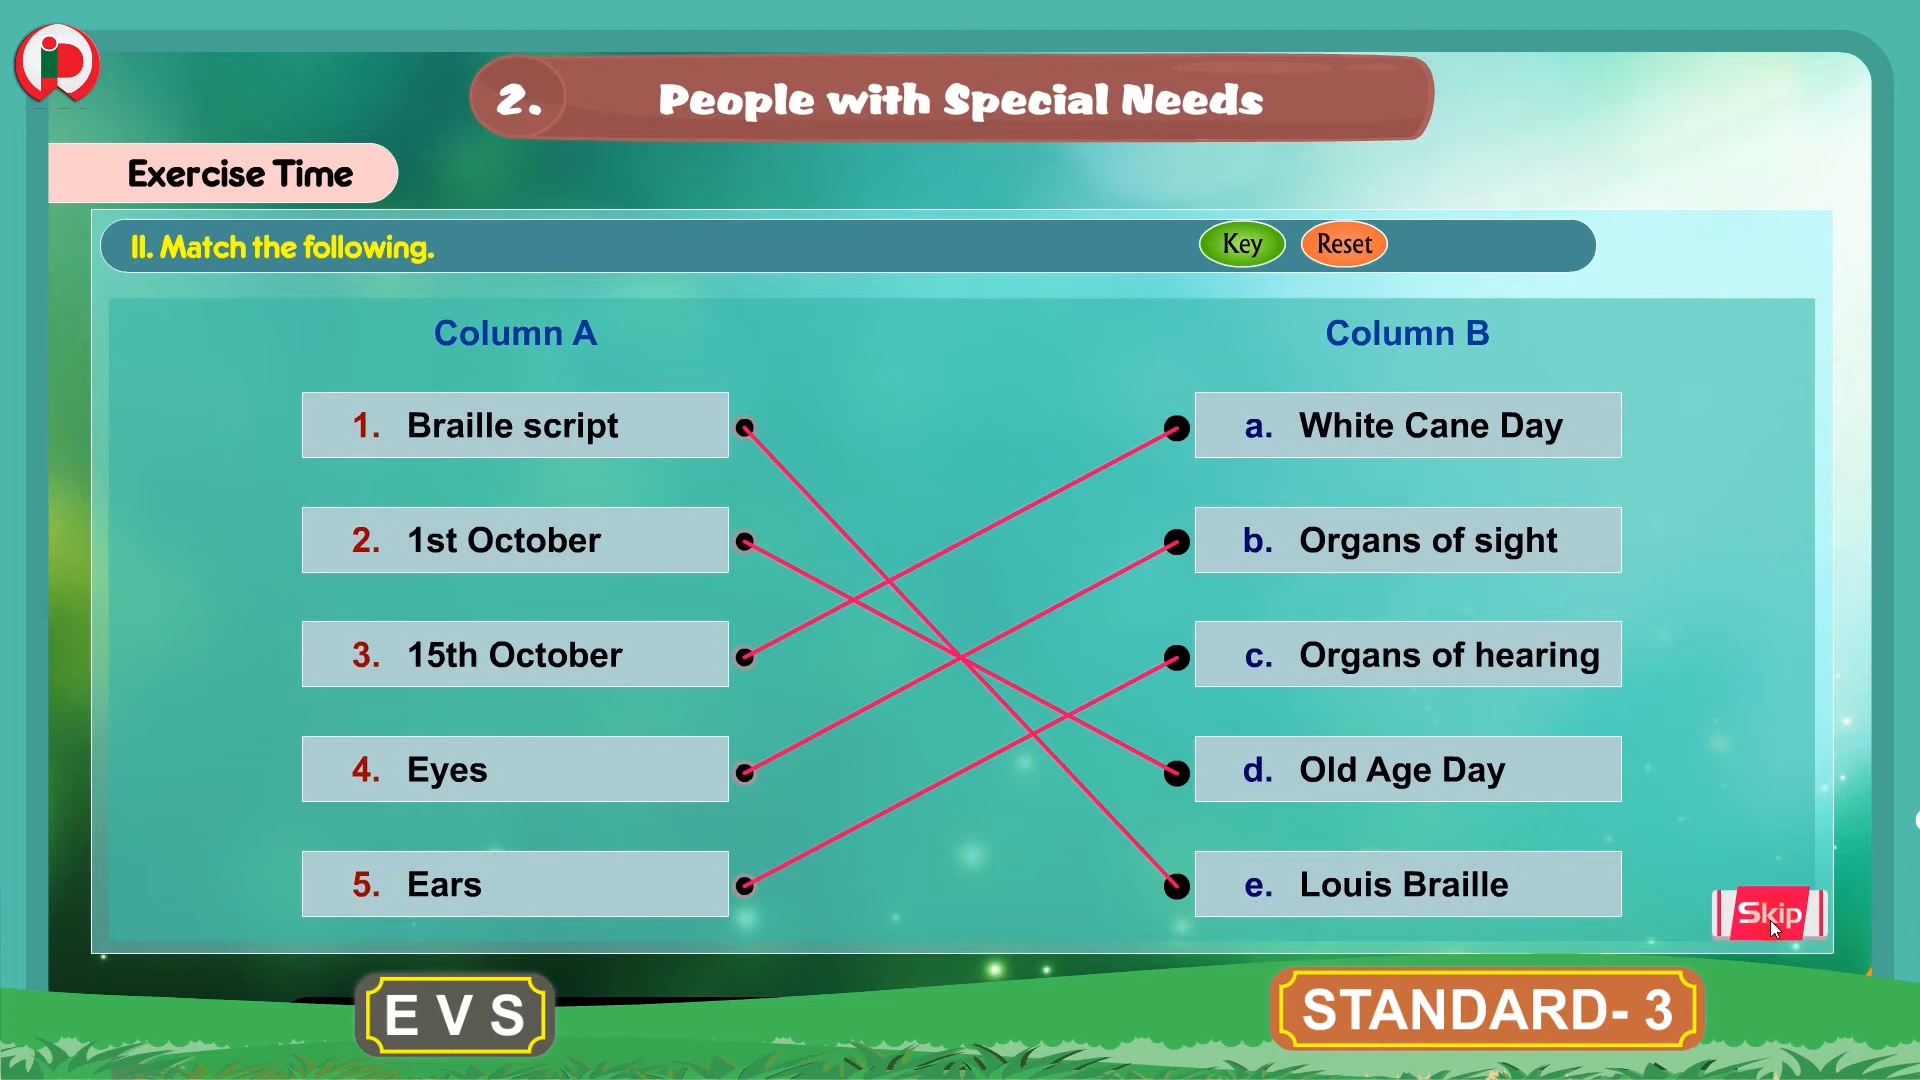 2. People with Special Needs
Exercise Time
II. Match the following.
Key
Reset
Column A
Column B
1. Braille script
a. White Cane Day
2. 1st October
b. Organs of sight
3. 15th October
c. Organs of hearing
4. Eyes
d. Old Age Day
5. Ears
e. Louis Braille
Skip
E V S
STANDARD- 3